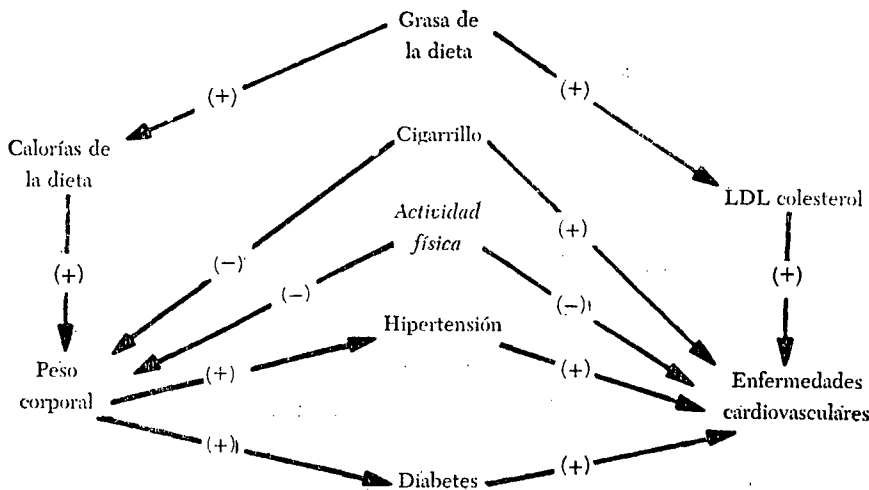 Grasa de
la dieta
(+)
(+)
Cigarrillo
Calorías de
la dieta
LDL colesterol
Actividad
física
(+)
(−)
(+)
(+)
(−)
(−)
Hipertensión
Peso
corporal
(+)
(+)
Enfermedades
cardiovasculares
(+)
(+)
Diabetes